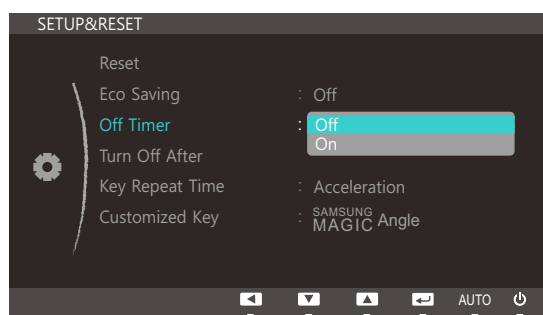 SETUP&RESET
Reset
Eco Saving : Off
Off Timer : Off
On
Turn Off After
Key Repeat Time : Acceleration
Customized Key : SAMSUNG MAGIC Angle
AUTO